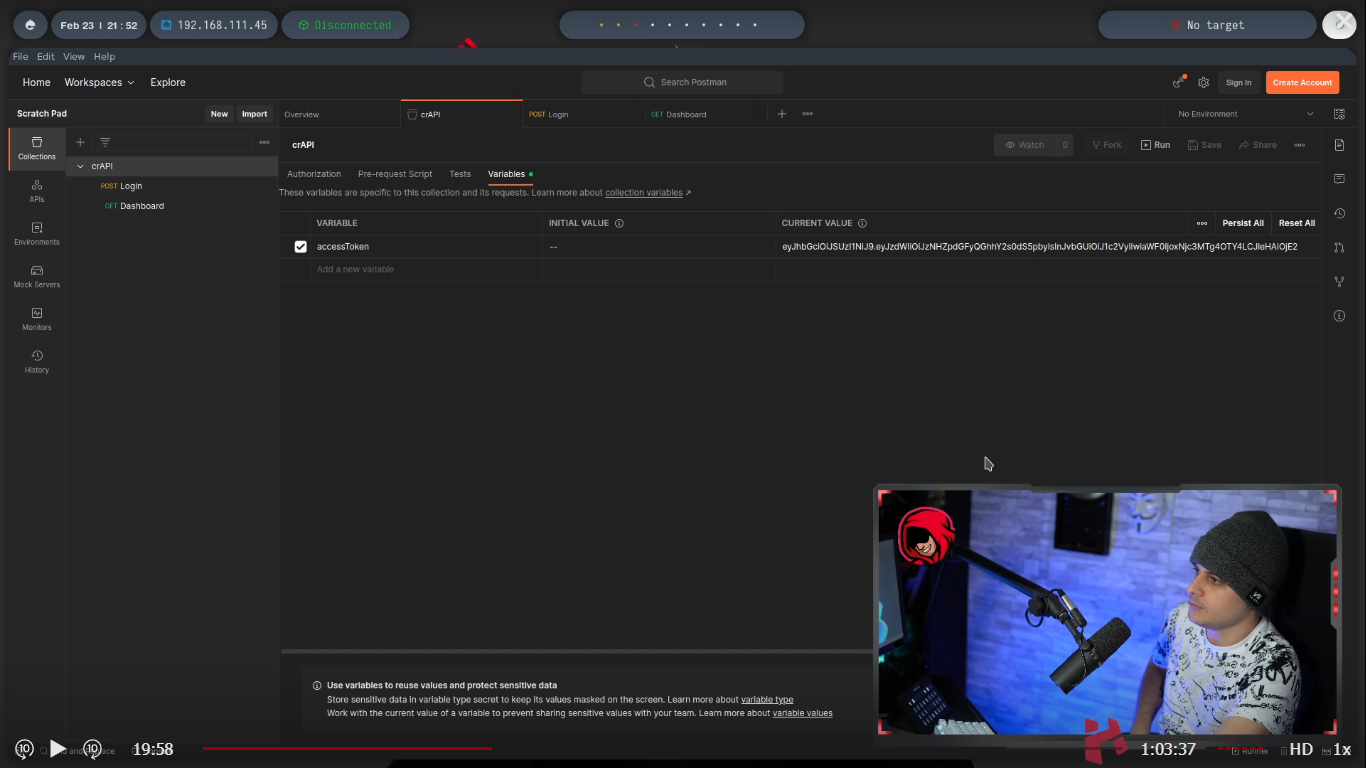 Feb 23 | 21:52
192.168.111.45
Disconnected
No target
File Edit View Help
Home Workspaces Explore
Search Postman
Sign In
Create Account
Scratch Pad
New Import
Overview
crAPI
POST Login
GET Dashboard
No Environment
Collections
APIs
Environments
Mock Servers
Monitors
History
crAPI
POST Login
GET Dashboard
crAPI
Watch 0
Fork
Run
Save
Share
Authorization Pre-request Script Tests Variables
These variables are specific to this collection and its requests. Learn more about collection variables ↗
VARIABLE INITIAL VALUE CURRENT VALUE Persist All Reset All
accessToken --
Add a new variable
Use variables to reuse values and protect sensitive data
Store sensitive data in variable type secret to keep its values masked on the screen. Learn more about variable type
Work with the current value of a variable to prevent sharing sensitive values with your team. Learn more about variable values
10 10 19:58
1:03:37 HD 1x
Runner